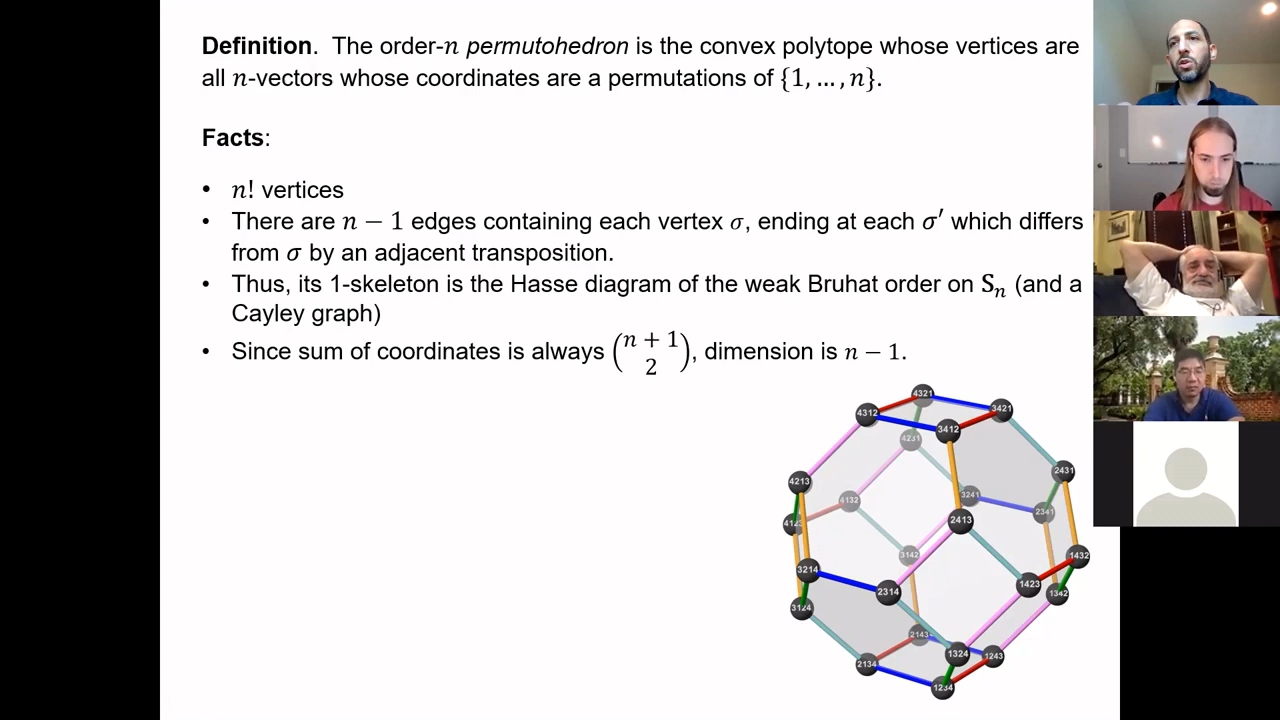 Definition. The order-n permutohedron is the convex polytope whose vertices are
all n-vectors whose coordinates are a permutations of {1, ..., n}.
Facts:
• n! vertices
• There are n − 1 edges containing each vertex σ, ending at each σ′ which differs
from σ by an adjacent transposition.
• Thus, its 1-skeleton is the Hasse diagram of the weak Bruhat order on Sₙ (and a
Cayley graph)
• Since sum of coordinates is always (n + 1 2), dimension is n − 1.
4321
3421
4312
3412
4231
2431
4213
4132
3241
2341
4123
2413
3142
1432
3214
1423
2314
1342
3124
2143
1324
1243
2134
1234